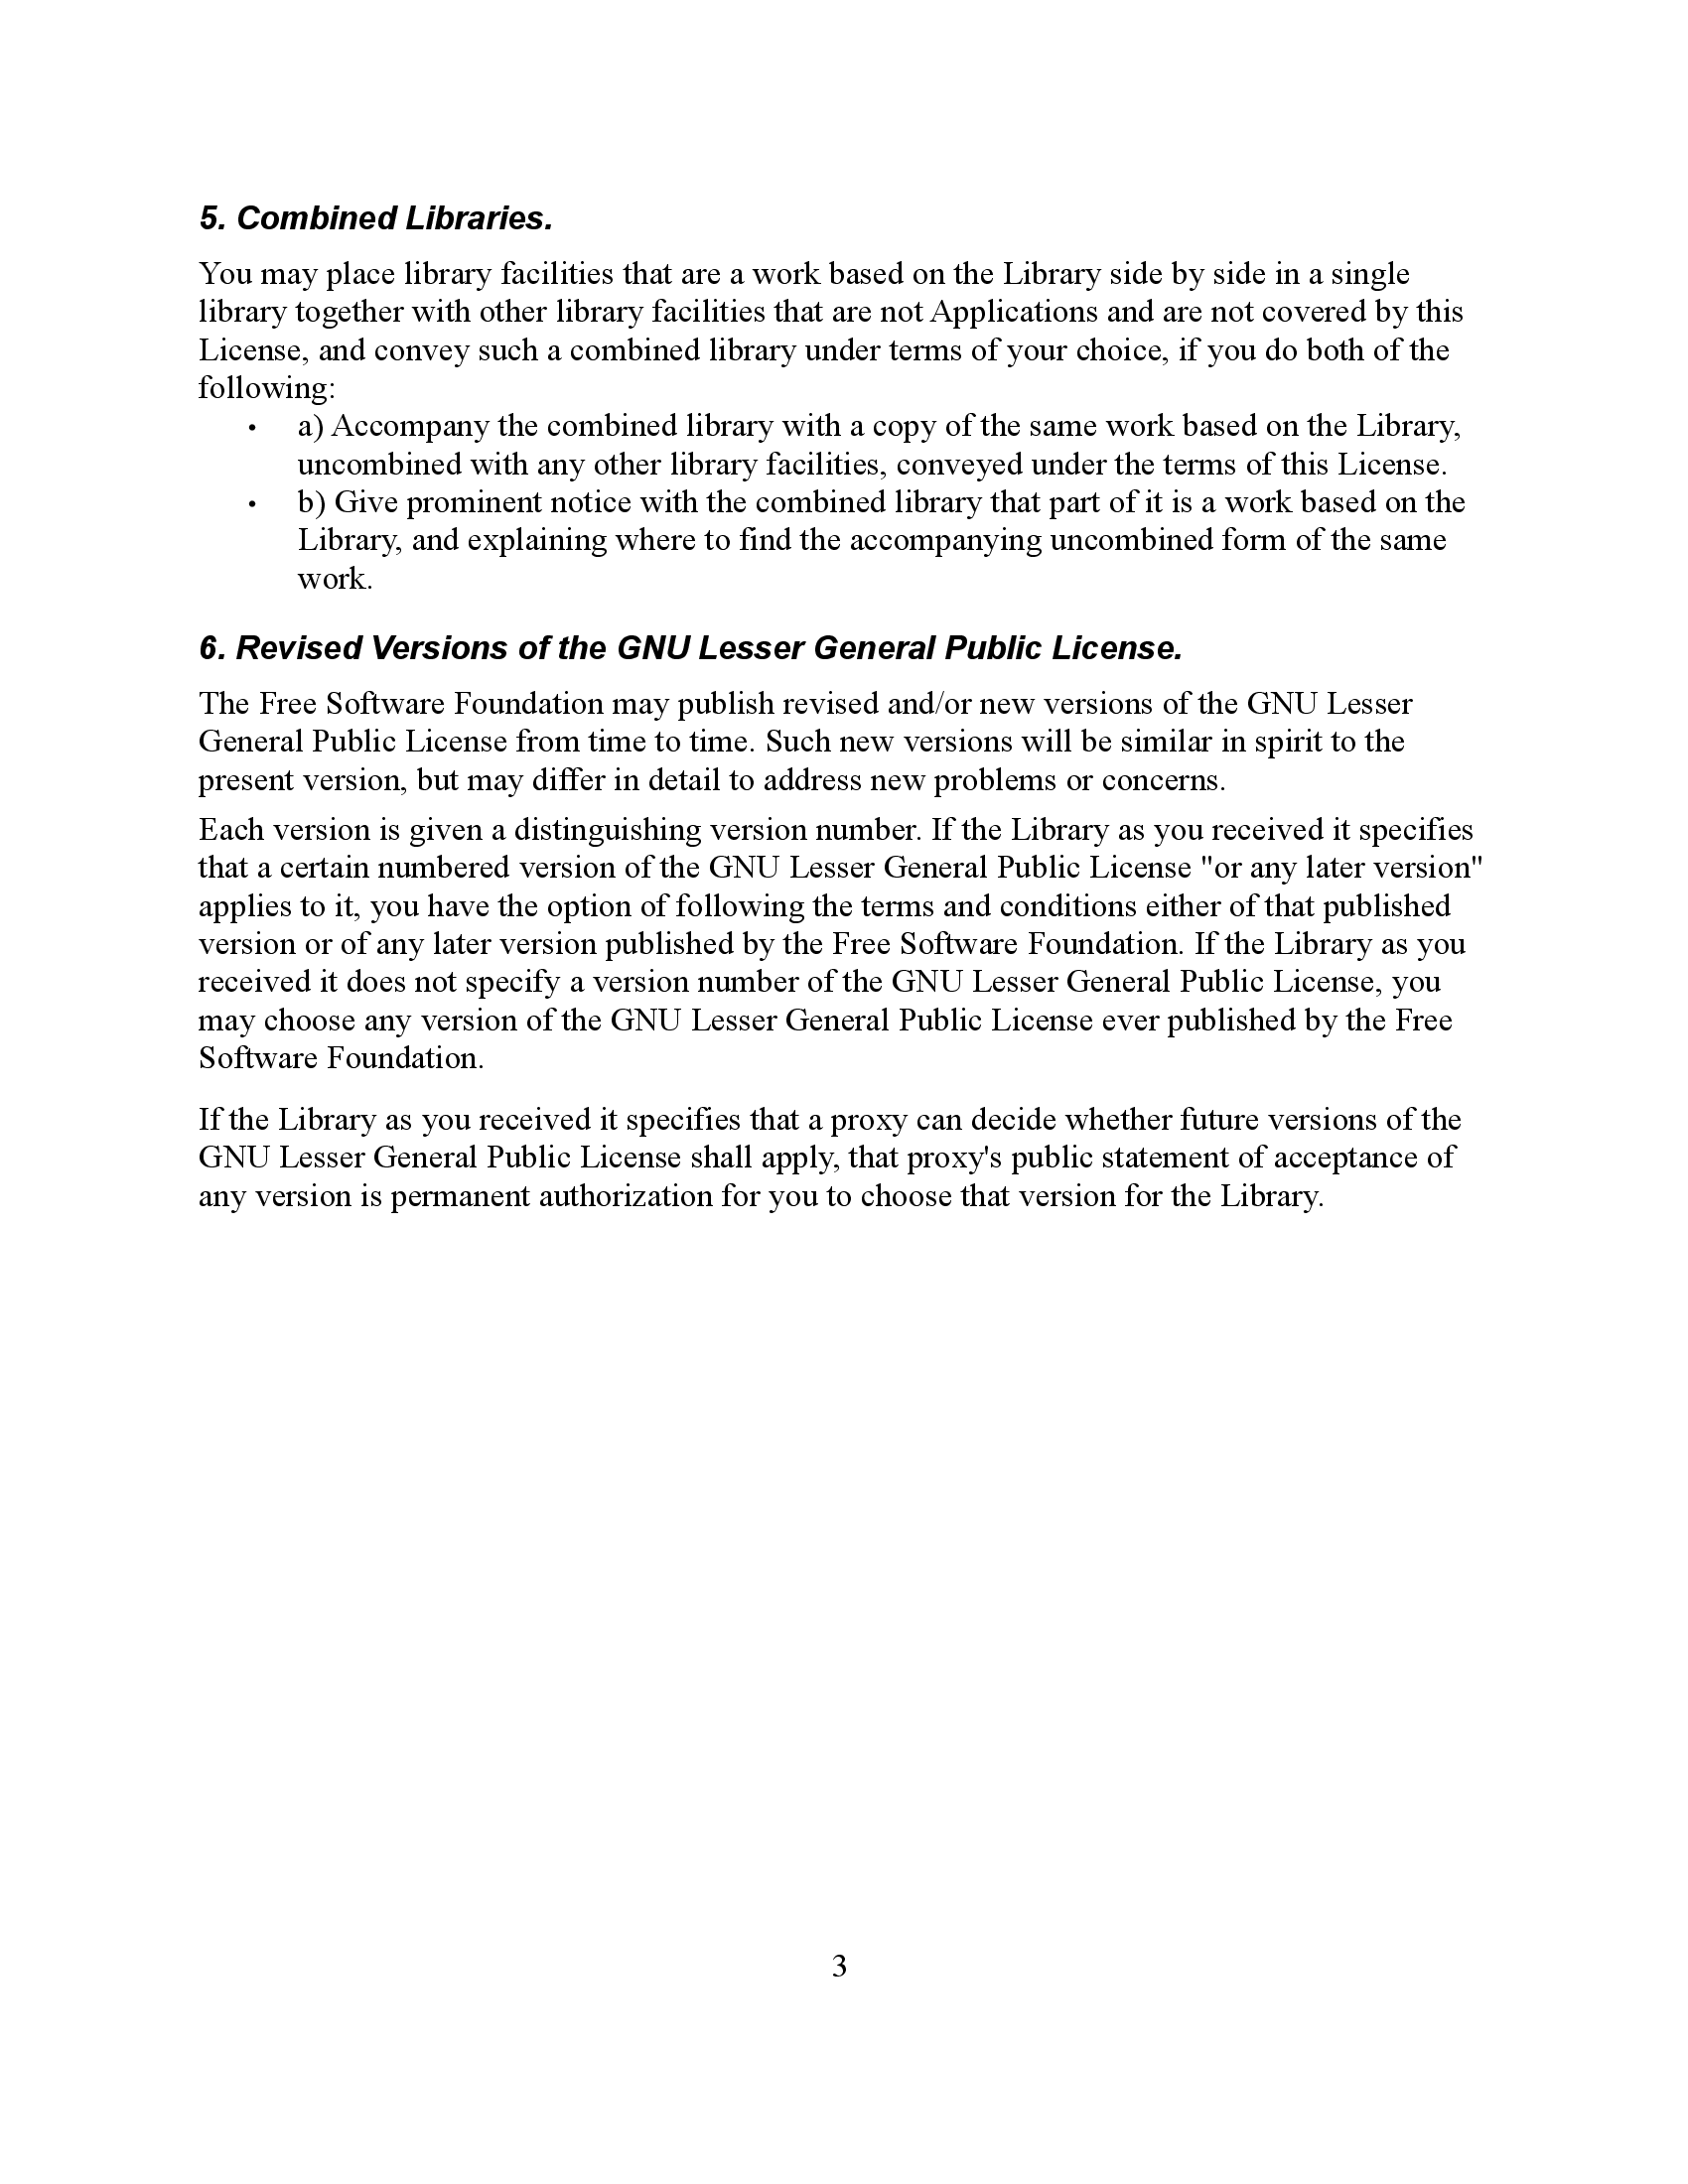 5. Combined Libraries.
You may place library facilities that are a work based on the Library side by side in a single
library together with other library facilities that are not Applications and are not covered by this
License, and convey such a combined library under terms of your choice, if you do both of the
following:
• a) Accompany the combined library with a copy of the same work based on the Library,
uncombined with any other library facilities, conveyed under the terms of this License.
• b) Give prominent notice with the combined library that part of it is a work based on the
Library, and explaining where to find the accompanying uncombined form of the same
work.
6. Revised Versions of the GNU Lesser General Public License.
The Free Software Foundation may publish revised and/or new versions of the GNU Lesser
General Public License from time to time. Such new versions will be similar in spirit to the
present version, but may differ in detail to address new problems or concerns.
Each version is given a distinguishing version number. If the Library as you received it specifies
that a certain numbered version of the GNU Lesser General Public License "or any later version"
applies to it, you have the option of following the terms and conditions either of that published
version or of any later version published by the Free Software Foundation. If the Library as you
received it does not specify a version number of the GNU Lesser General Public License, you
may choose any version of the GNU Lesser General Public License ever published by the Free
Software Foundation.
If the Library as you received it specifies that a proxy can decide whether future versions of the
GNU Lesser General Public License shall apply, that proxy's public statement of acceptance of
any version is permanent authorization for you to choose that version for the Library.
3